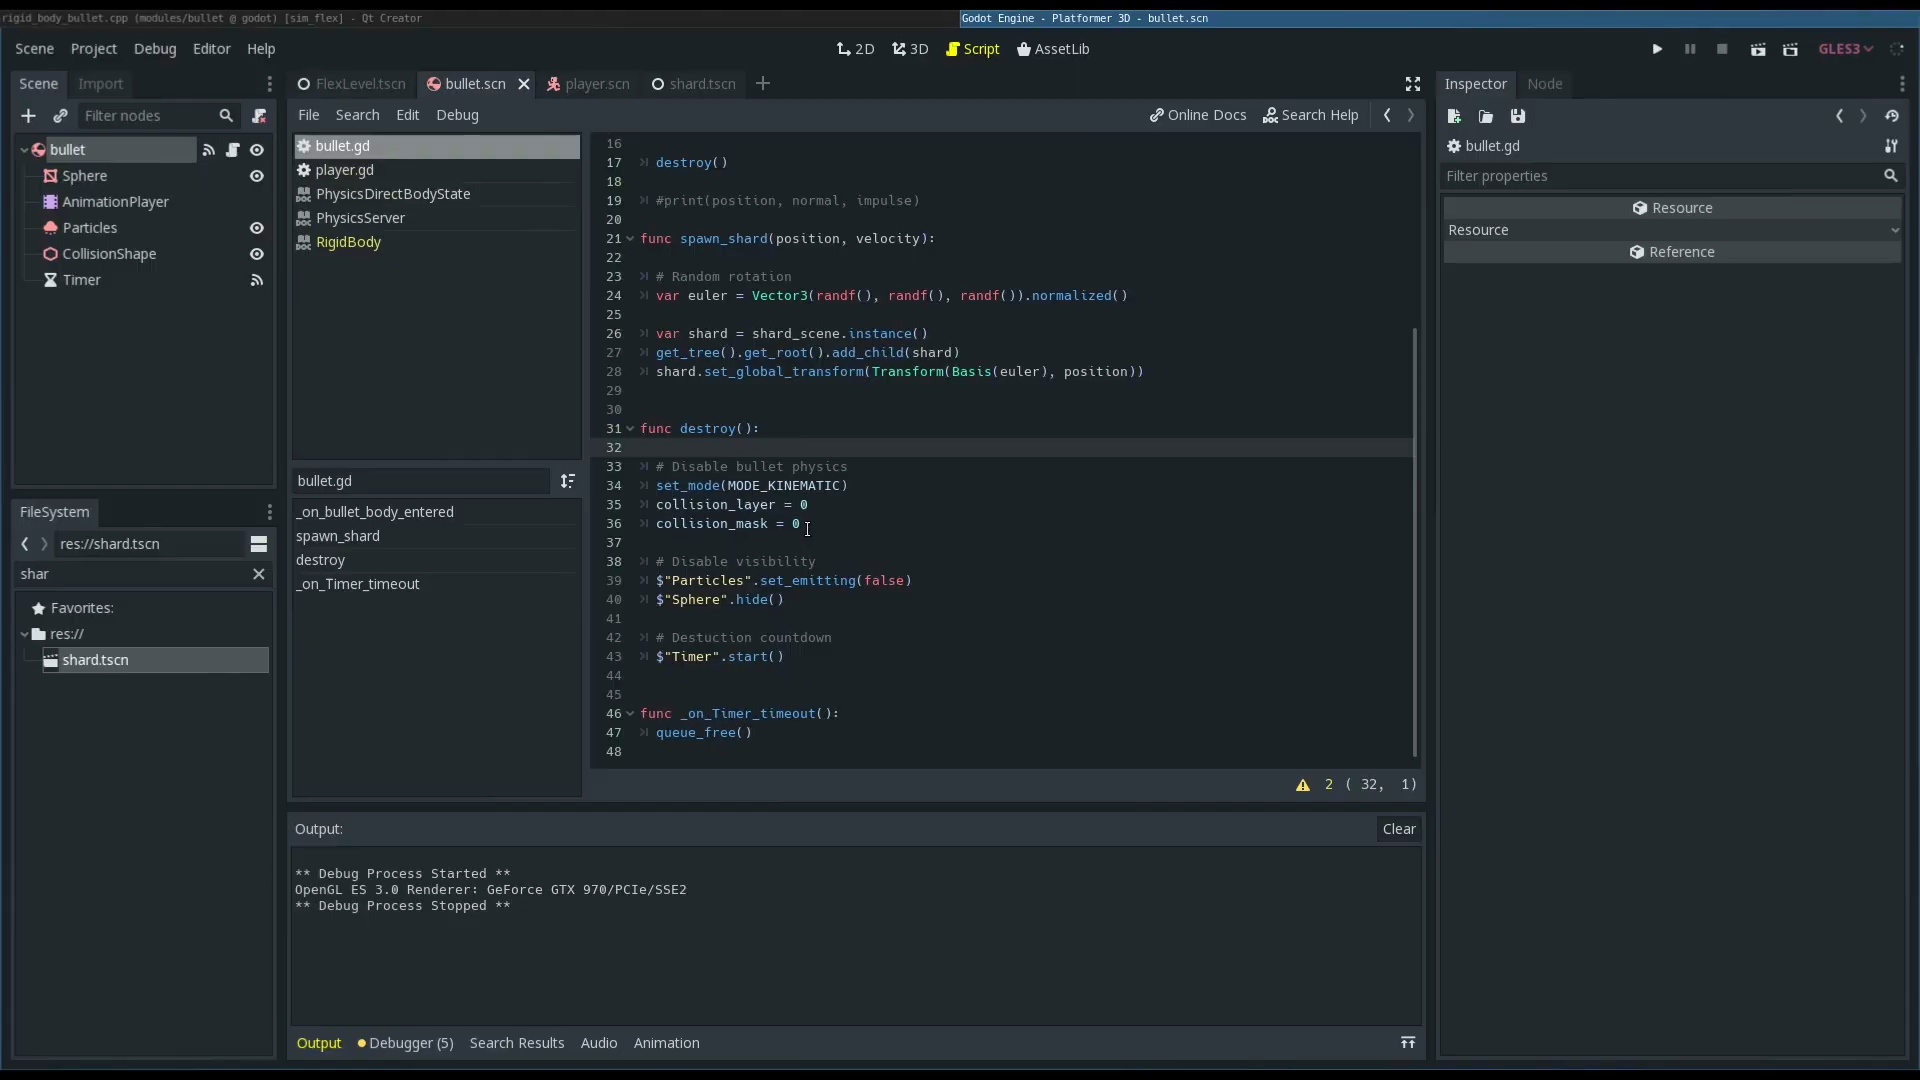 rigid_body_bullet.cpp (modules/bullet @ godot) [sim_flex] - Qt Creator
Godot Engine - Platformer 3D - bullet.scn
Scene Project Debug Editor Help
2D 3D Script AssetLib
GLES3
Scene Import
Filter nodes
bullet
Sphere
AnimationPlayer
Particles
CollisionShape
Timer
FileSystem
res://shard.tscn
shar
Favorites:
res://
shard.tscn
FlexLevel.tscn bullet.scn player.scn shard.tscn
File Search Edit Debug
Online Docs Search Help
bullet.gd
player.gd
PhysicsDirectBodyState
PhysicsServer
RigidBody
bullet.gd
_on_bullet_body_entered
spawn_shard
destroy
_on_Timer_timeout
16
17 destroy()
18
19 #print(position, normal, impulse)
20
21 func spawn_shard(position, velocity):
22
23 # Random rotation
24 var euler = Vector3(randf(), randf(), randf()).normalized()
25
26 var shard = shard_scene.instance()
27 get_tree().get_root().add_child(shard)
28 shard.set_global_transform(Transform(Basis(euler), position))
29
30
31 func destroy():
32
33 # Disable bullet physics
34 set_mode(MODE_KINEMATIC)
35 collision_layer = 0
36 collision_mask = 0
37
38 # Disable visibility
39 $"Particles".set_emitting(false)
40 $"Sphere".hide()
41
42 # Destuction countdown
43 $"Timer".start()
44
45
46 func _on_Timer_timeout():
47 queue_free()
48
2 ( 32, 1)
Output:
Clear
** Debug Process Started **
OpenGL ES 3.0 Renderer: GeForce GTX 970/PCIe/SSE2
** Debug Process Stopped **
Output Debugger (5) Search Results Audio Animation
Inspector Node
bullet.gd
Filter properties
Resource
Resource
Reference